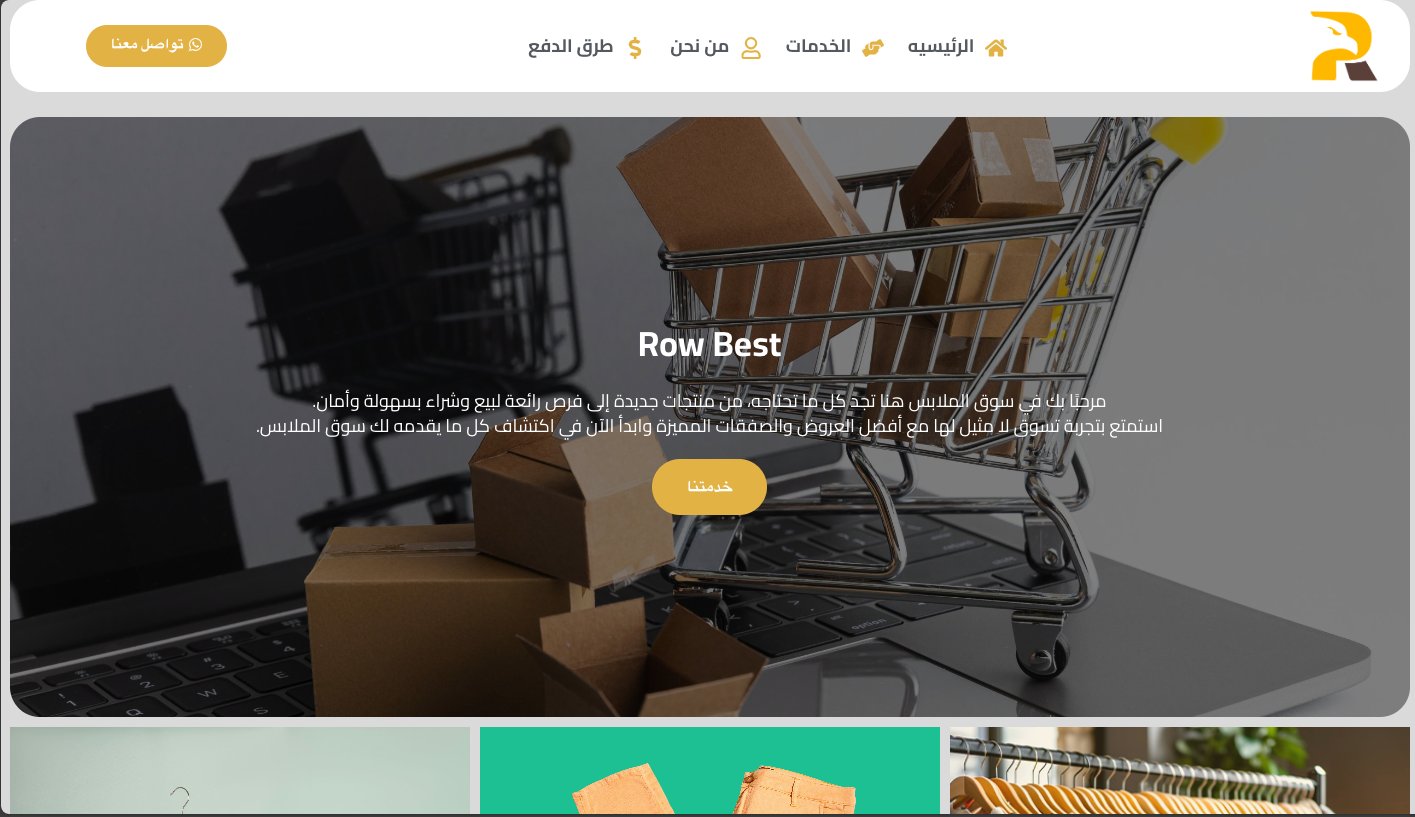 الرئيسيه
الخدمات
من نحن
طرق الدفع
تواصل معنا
Row Best
مرحبًا بك في سوق الملابس هنا تجد كل ما تحتاجه، من منتجات جديدة إلى فرص رائعة لبيع وشراء بسهولة وأمان.
استمتع بتجربة تسوق لا مثيل لها مع أفضل العروض والصفقات المميزة وابدأ الآن في اكتشاف كل ما يقدمه لك سوق الملابس.
خدمتنا
option